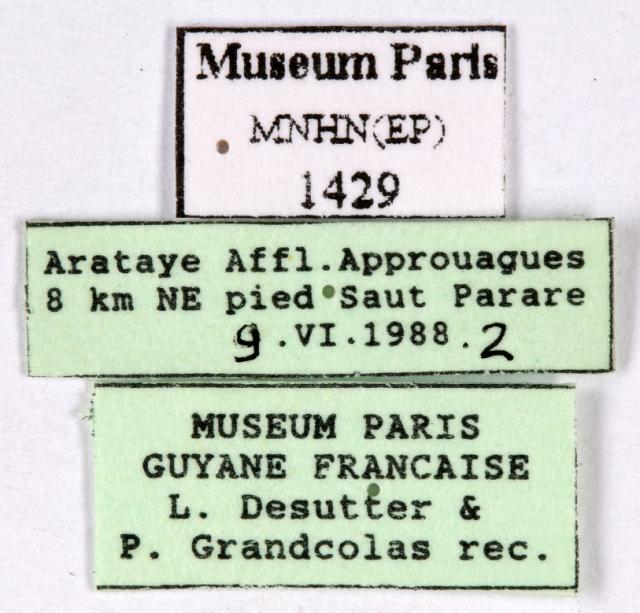 Museum Paris
MNHN(EP)
1429
Arataye Affl.Approuagues
8 km NE pied Saut Parare
9.VI.1988.2
MUSEUM PARIS
GUYANE FRANCAISE
L. Desutter &
P. Grandcolas rec.